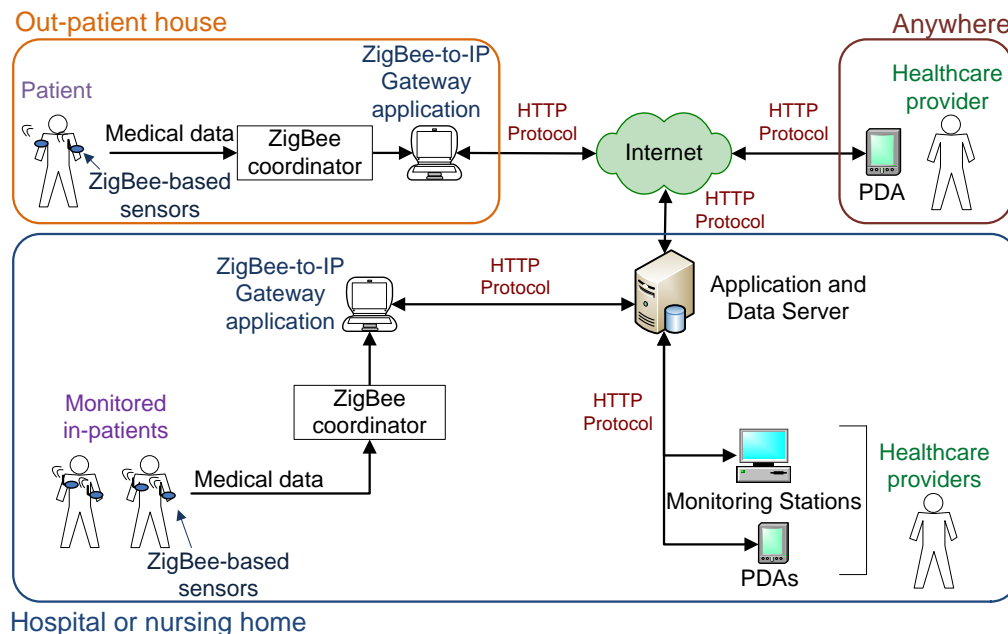 Out-patient house
Anywhere
Patient
ZigBee-to-IP
Gateway
application
Medical data
ZigBee
coordinator
ZigBee-based
sensors
HTTP
Protocol
Internet
HTTP
Protocol
Healthcare
provider
PDA
HTTP
Protocol
ZigBee-to-IP
Gateway
application
HTTP
Protocol
Application and
Data Server
ZigBee
coordinator
Monitored
in-patients
Medical data
ZigBee-based
sensors
HTTP
Protocol
Monitoring Stations
PDAs
Healthcare
providers
Hospital or nursing home